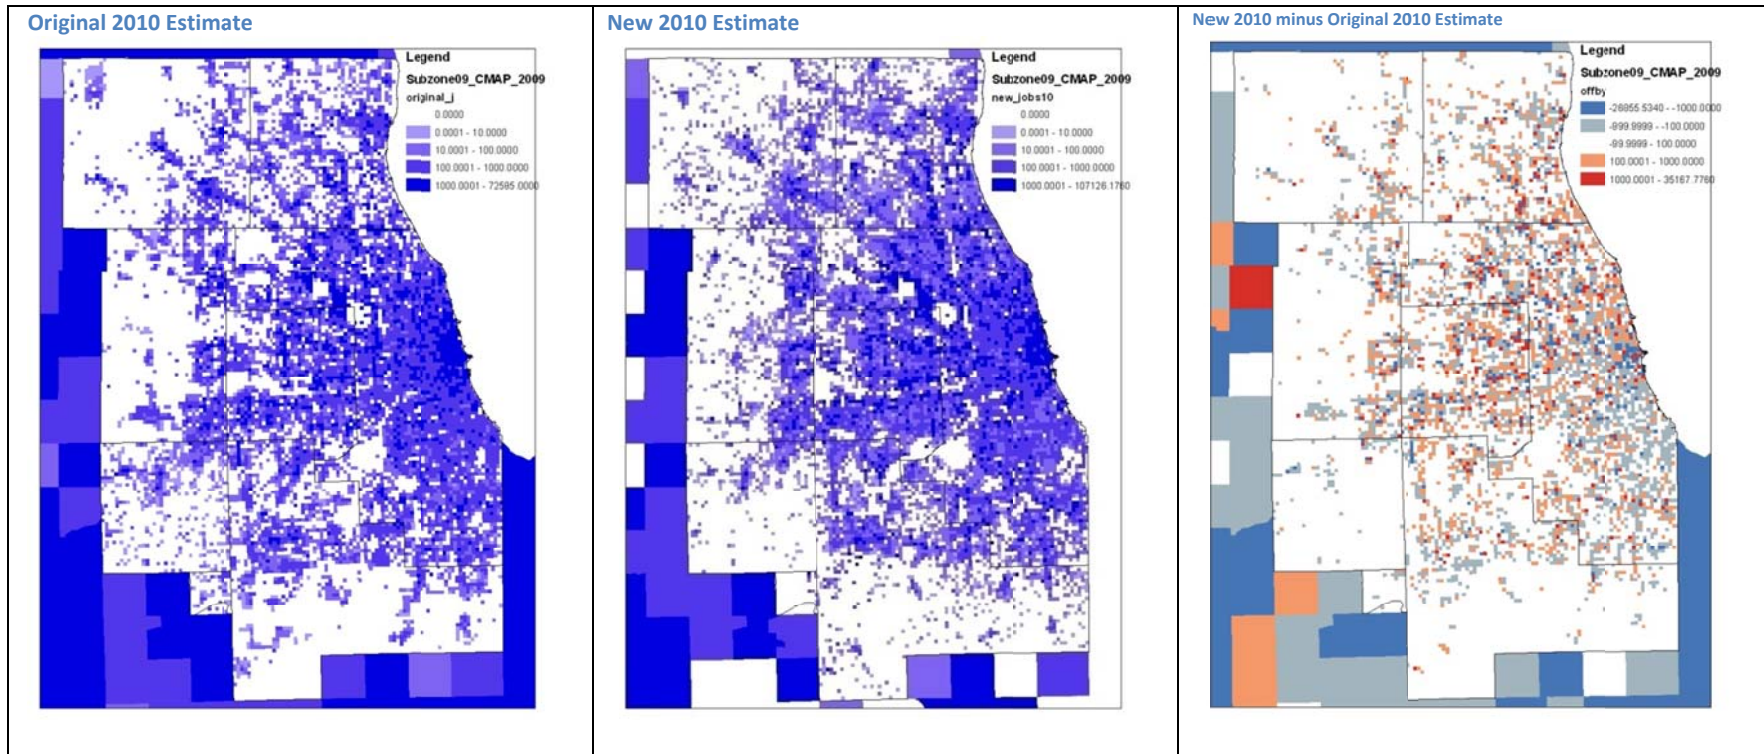 Original 2010 Estimate
Legend
Subzone09_CMAP_2009
original_j
0.0000
0.0001 - 10.0000
10.0001 - 100.0000
100.0001 - 1000.0000
1000.0001 - 72585.0000
New 2010 Estimate
Legend
Subzone09_CMAP_2009
new_jobs10
0.0000
0.0001 - 10.0000
10.0001 - 100.0000
100.0001 - 1000.0000
1000.0001 - 107126.1760
New 2010 minus Original 2010 Estimate
Legend
Subzone09_CMAP_2009
offby
-26955.5340 - -1000.0000
-999.9999 - -100.0000
-99.9999 - 100.0000
100.0001 - 1000.0000
1000.0001 - 35167.7760